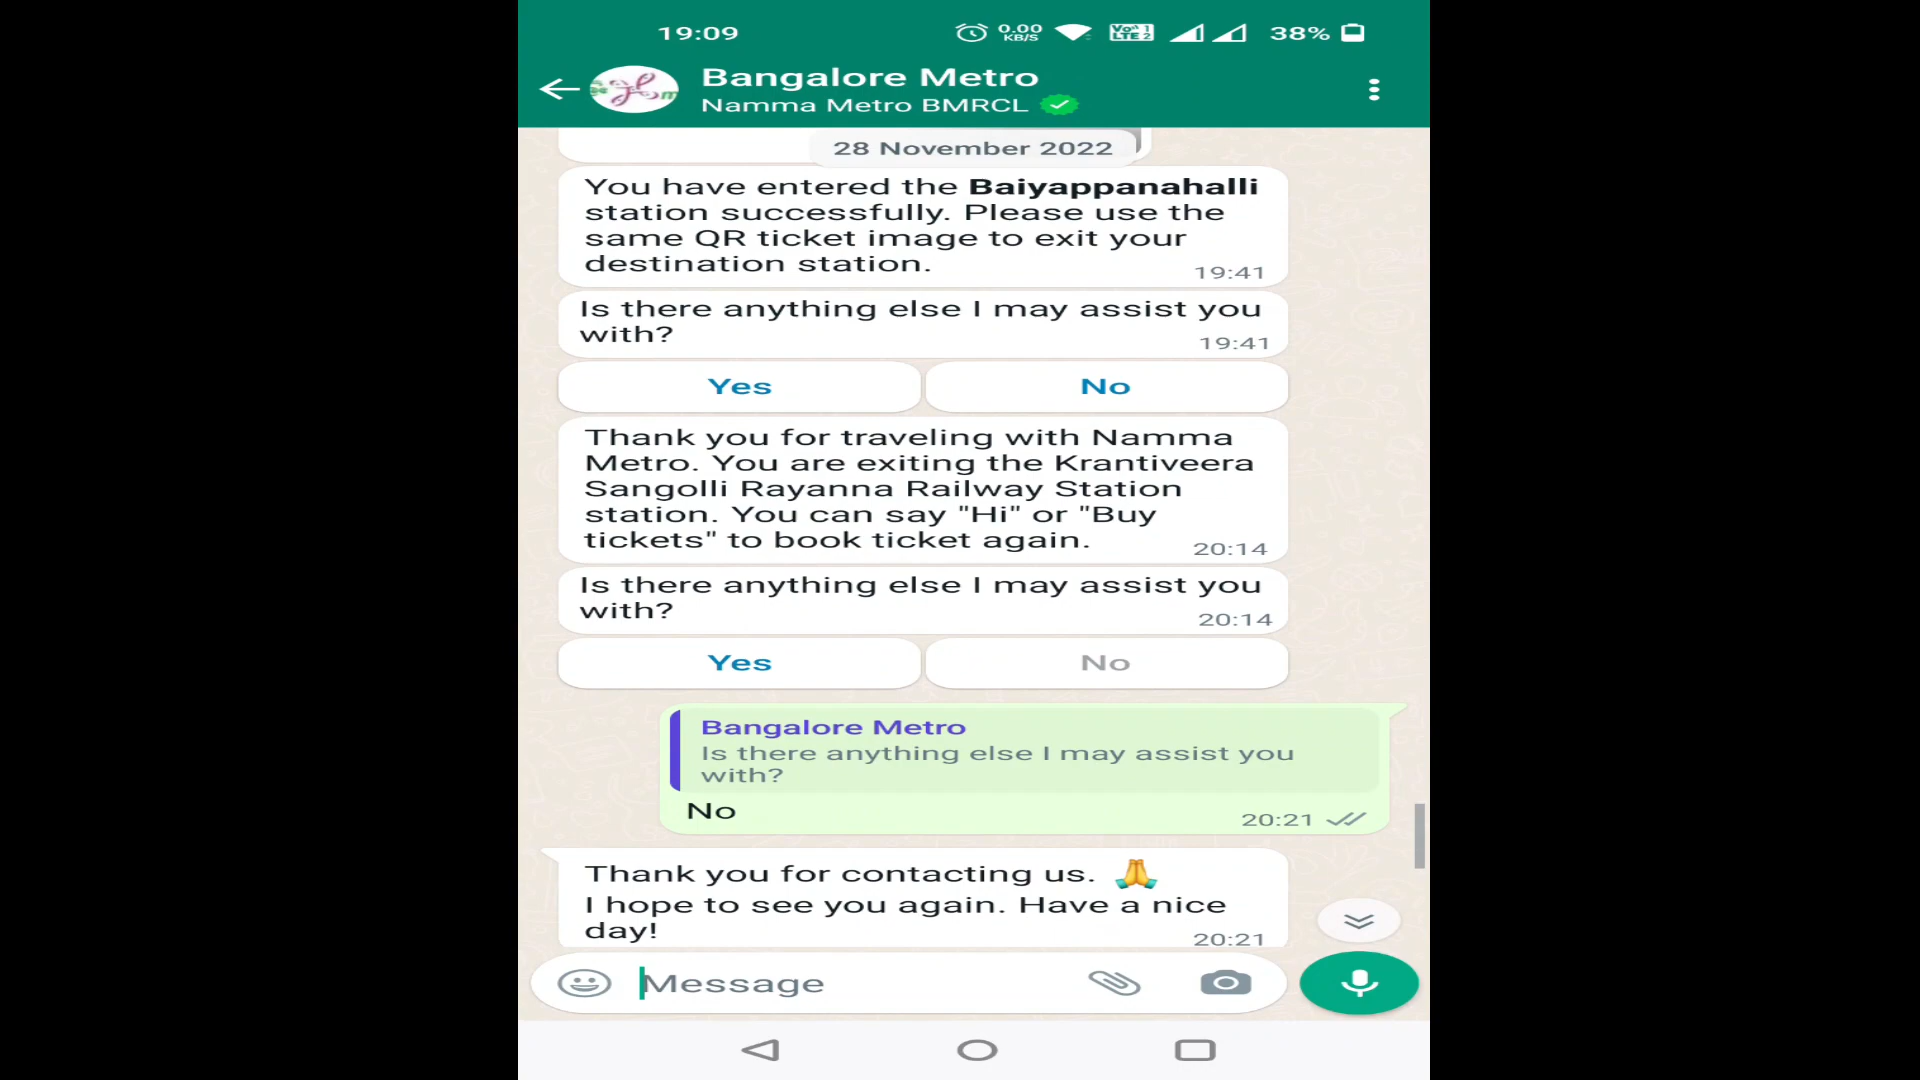 19:09
0.00 KB/S
38%
Bangalore Metro
Namma Metro BMRCL
28 November 2022
You have entered the Baiyappanahalli
station successfully. Please use the
same QR ticket image to exit your
destination station.
19:41
Is there anything else I may assist you
with?
19:41
Yes No
Thank you for traveling with Namma
Metro. You are exiting the Krantiveera
Sangolli Rayanna Railway Station
station. You can say "Hi" or "Buy
tickets" to book ticket again.
20:14
Is there anything else I may assist you
with?
20:14
Yes No
Bangalore Metro
Is there anything else I may assist you
with?
No
20:21
Thank you for contacting us. 🙏
I hope to see you again. Have a nice
day!
20:21
Message